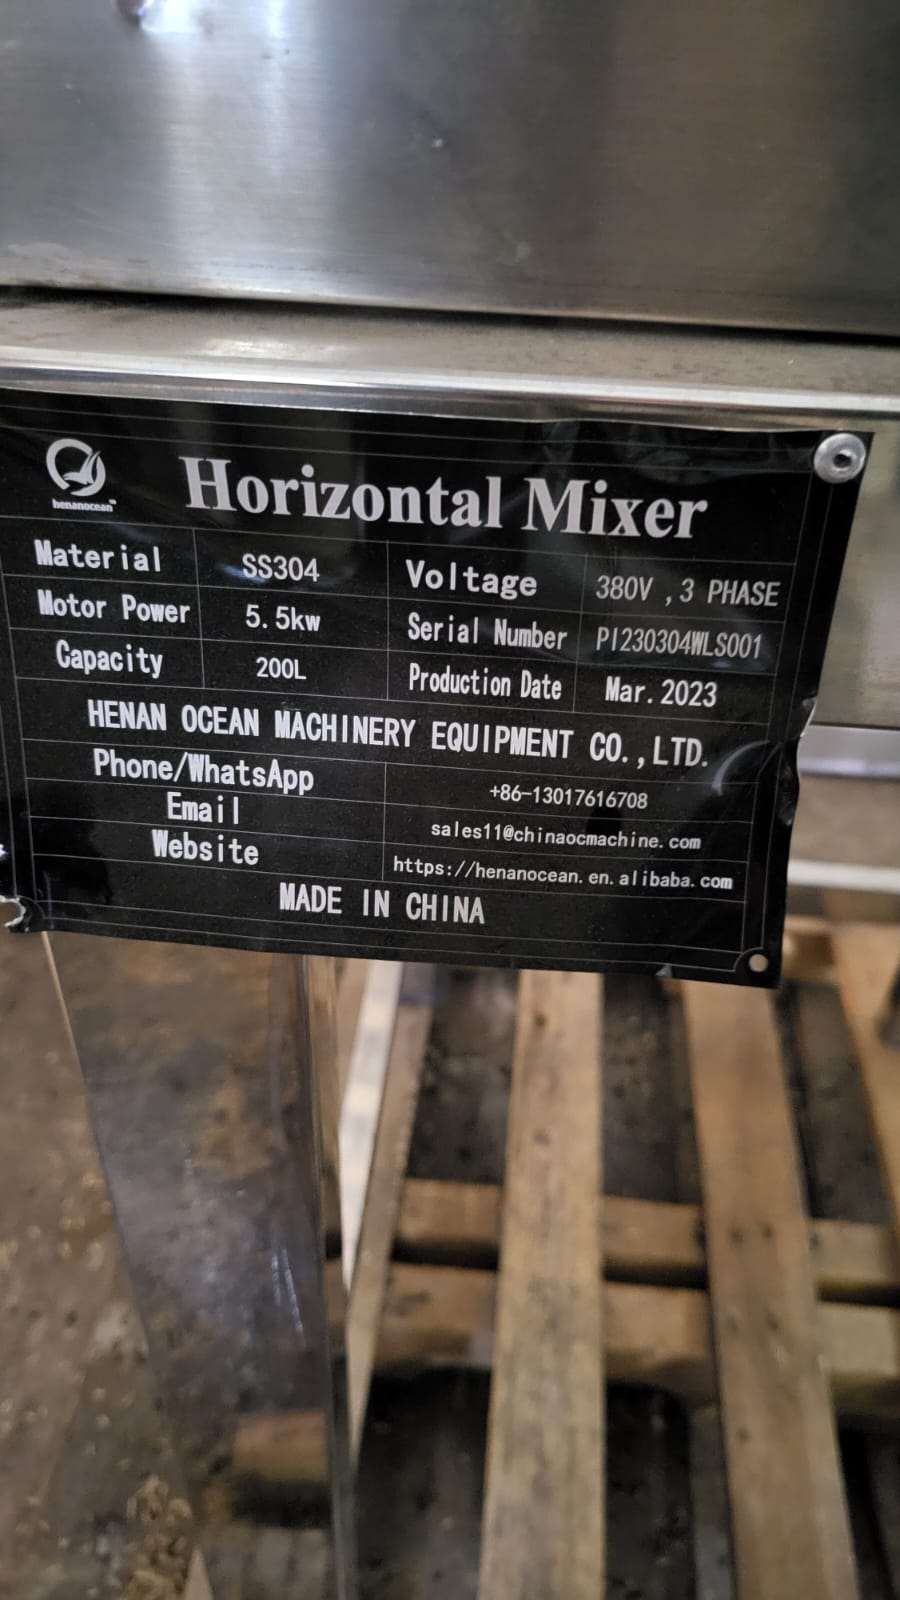 henanocean™
Horizontal Mixer
Material SS304 Voltage 380V ,3 PHASE
Motor Power 5.5kw Serial Number PI230304WLS001
Capacity 200L Production Date Mar.2023
HENAN OCEAN MACHINERY EQUIPMENT CO.,LTD.
Phone/WhatsApp +86-13017616708
Email sales11@chinaocmachine.com
Website https://henanocean.en.alibaba.com
MADE IN CHINA